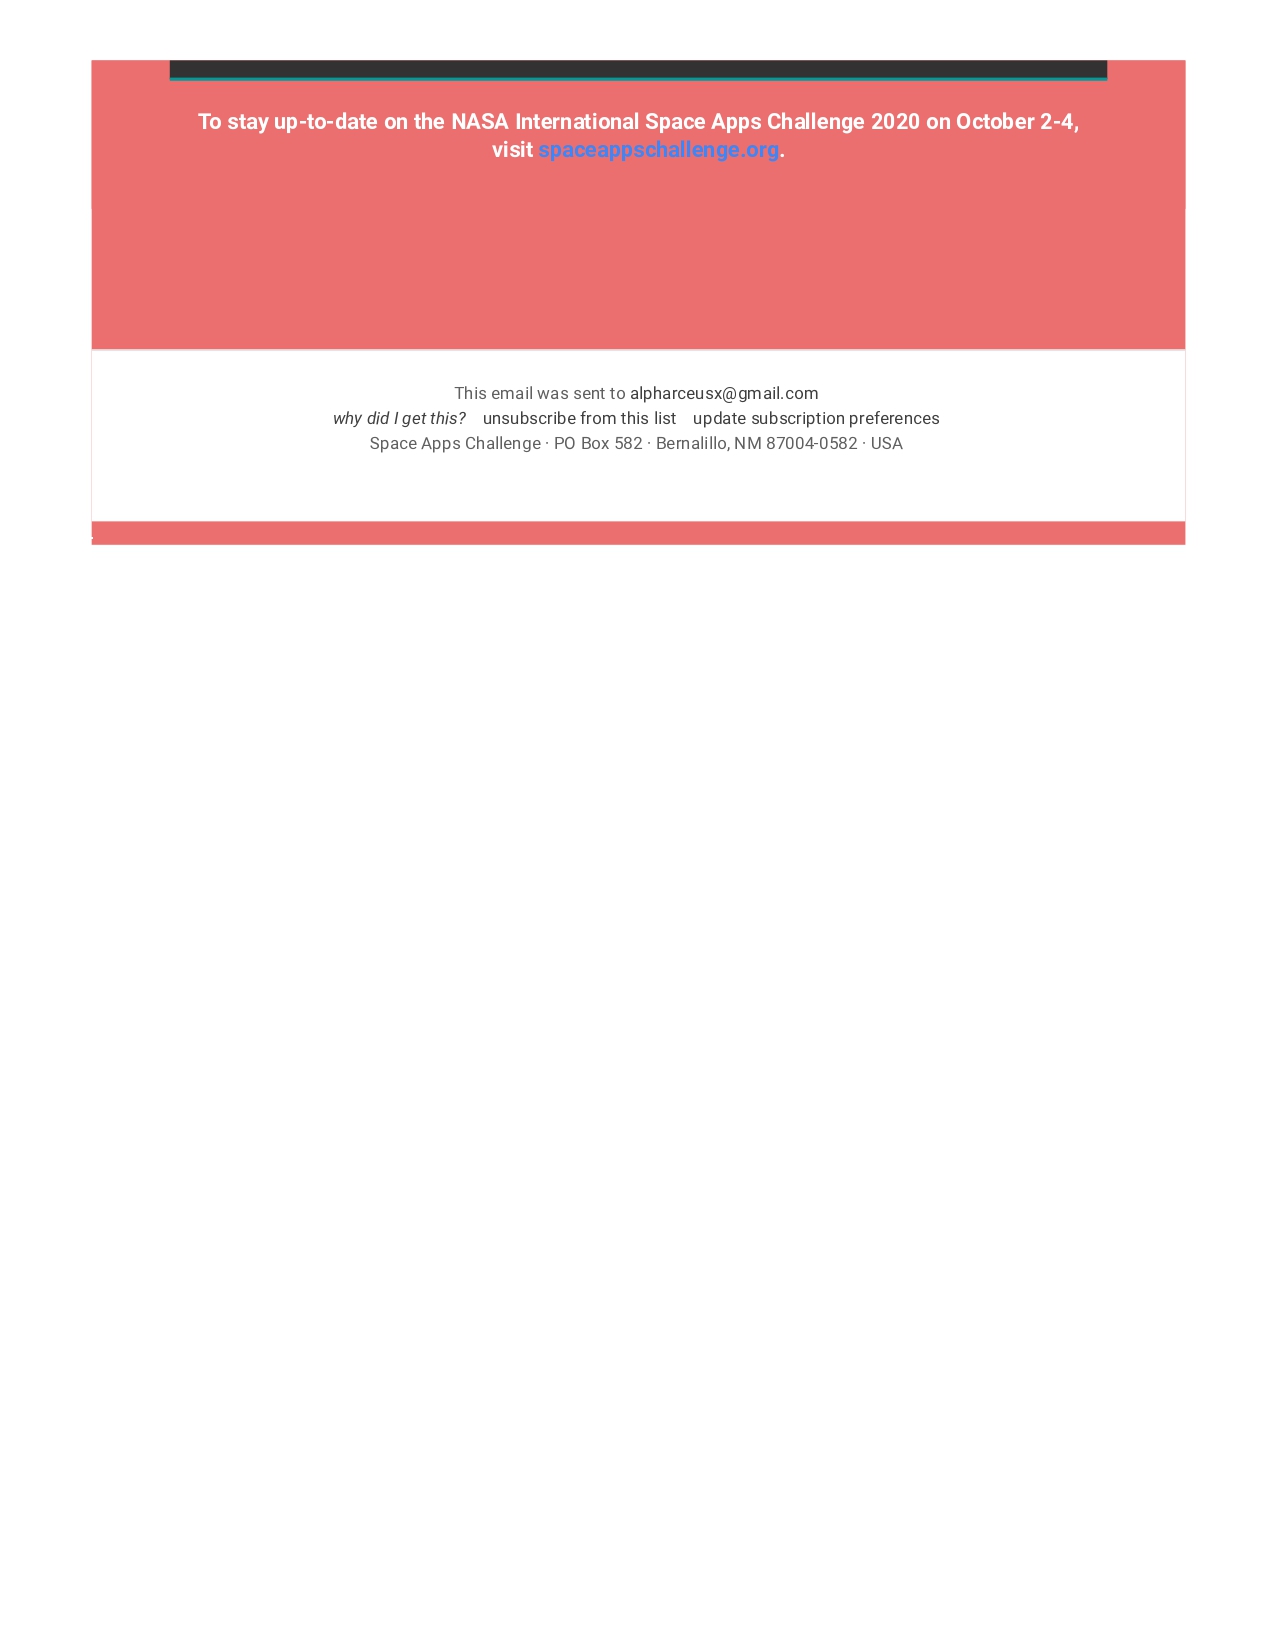 To stay up-to-date on the NASA International Space Apps Challenge 2020 on October 2-4,
visit spaceappschallenge.org.
This email was sent to alpharceusx@gmail.com
why did I get this? unsubscribe from this list update subscription preferences
Space Apps Challenge · PO Box 582 · Bernalillo, NM 87004-0582 · USA